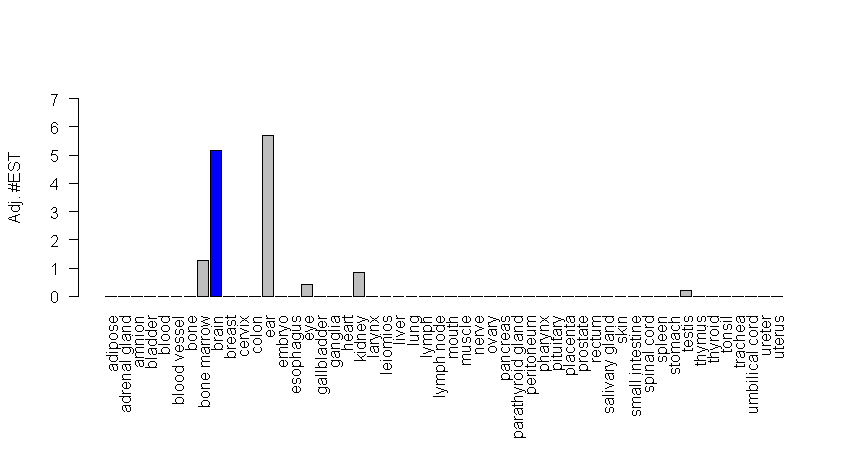 Adj. #EST
7
6
5
4
3
2
1
0
adipose
adrenal gland
amnion
bladder
blood
blood vessel
bone
bone marrow
brain
breast
cervix
colon
ear
embryo
esophagus
eye
gallbladder
ganglia
heart
kidney
larynx
leiomios
liver
lung
lymph
lymph node
mouth
muscle
nerve
ovary
pancreas
parathyroid gland
peritoneum
pharynx
pituitary
placenta
prostate
rectum
salivary gland
skin
small intestine
spinal cord
spleen
stomach
testis
thymus
thyroid
tonsil
trachea
umbilical cord
ureter
uterus